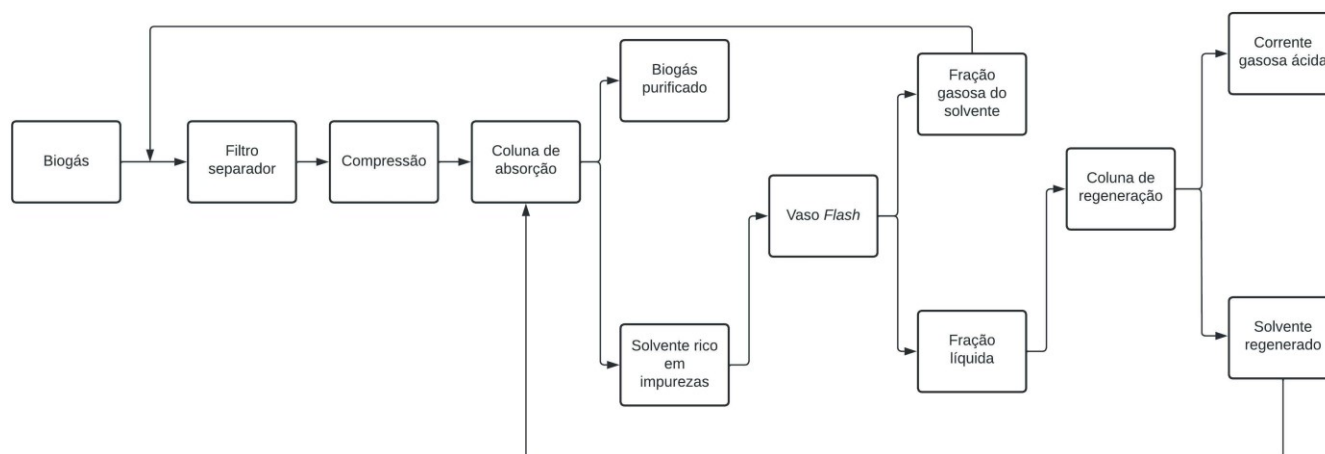 Biogás
Filtro
separador
Compressão
Coluna de
absorção
Biogás
purificado
Solvente rico
em
impurezas
Vaso Flash
Fração
gasosa do
solvente
Fração
líquida
Coluna de
regeneração
Corrente
gasosa ácida
Solvente
regenerado